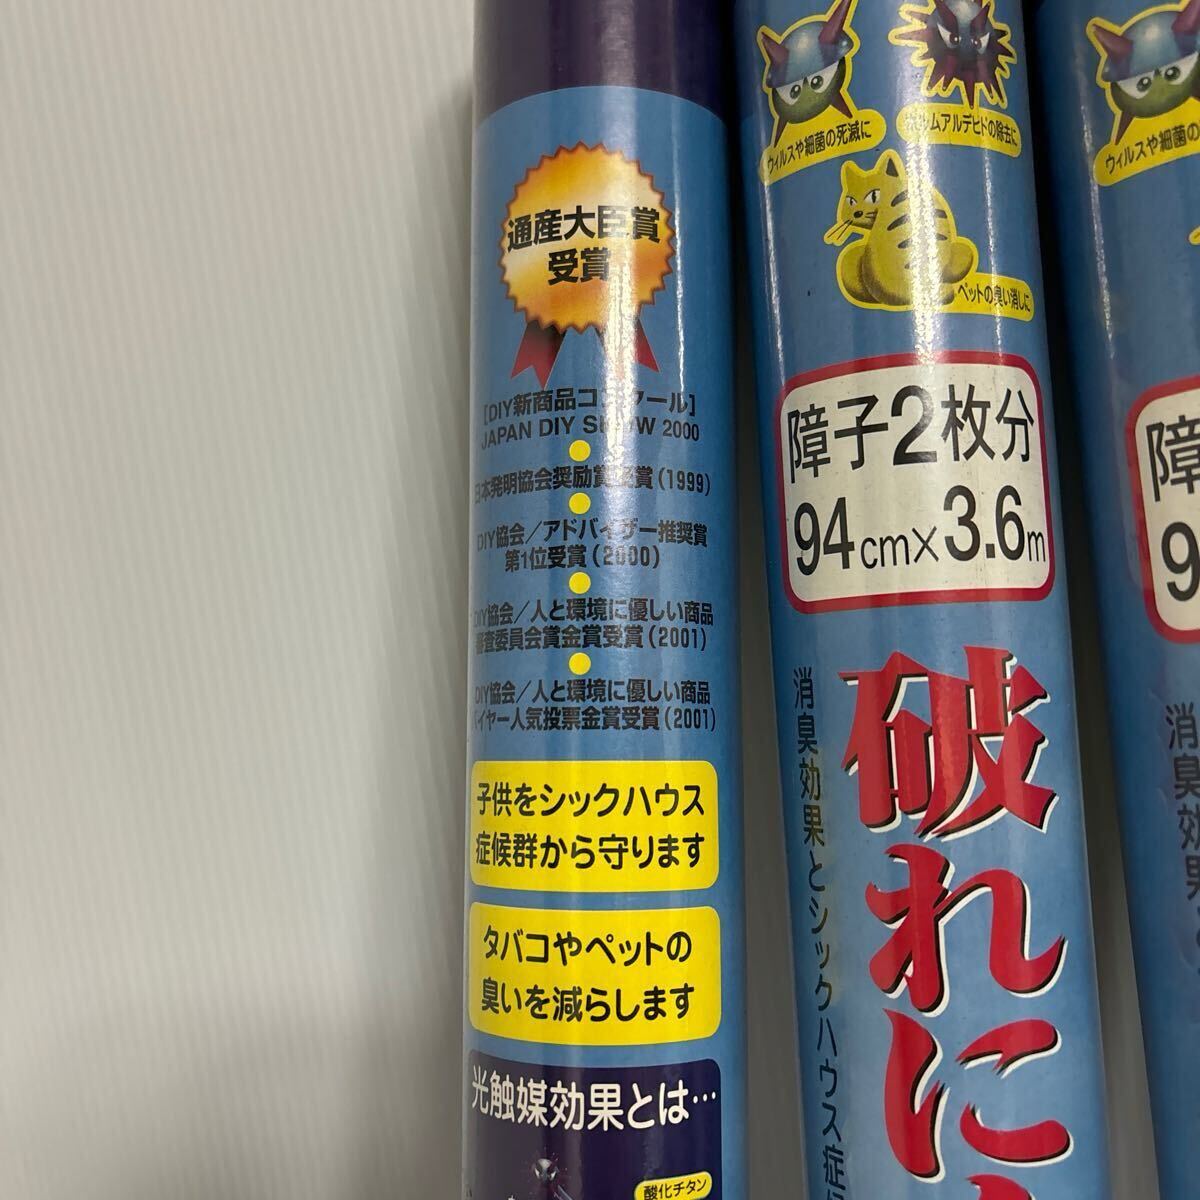 通産大臣賞
受賞
[DIY新商品コンクール]
JAPAN DIY SHOW 2000
日本発明協会奨励賞受賞(1999)
DIY協会/アドバイザー推奨賞
第1位受賞(2000)
DIY協会/人と環境に優しい商品
審査委員会賞金賞受賞(2001)
DIY協会/人と環境に優しい商品
バイヤー人気投票金賞受賞(2001)
子供をシックハウス
症候群から守ります
タバコやペットの
臭いを減らします
光触媒効果とは…
酸化チタン
ウィルスや細菌の死滅に
ホルムアルデヒドの除去に
ペットの臭い消しに
障子2枚分
94cm×3.6m
破れに
消臭効果とシックハウス症
ウィルスや細菌の
障
9
消臭効果